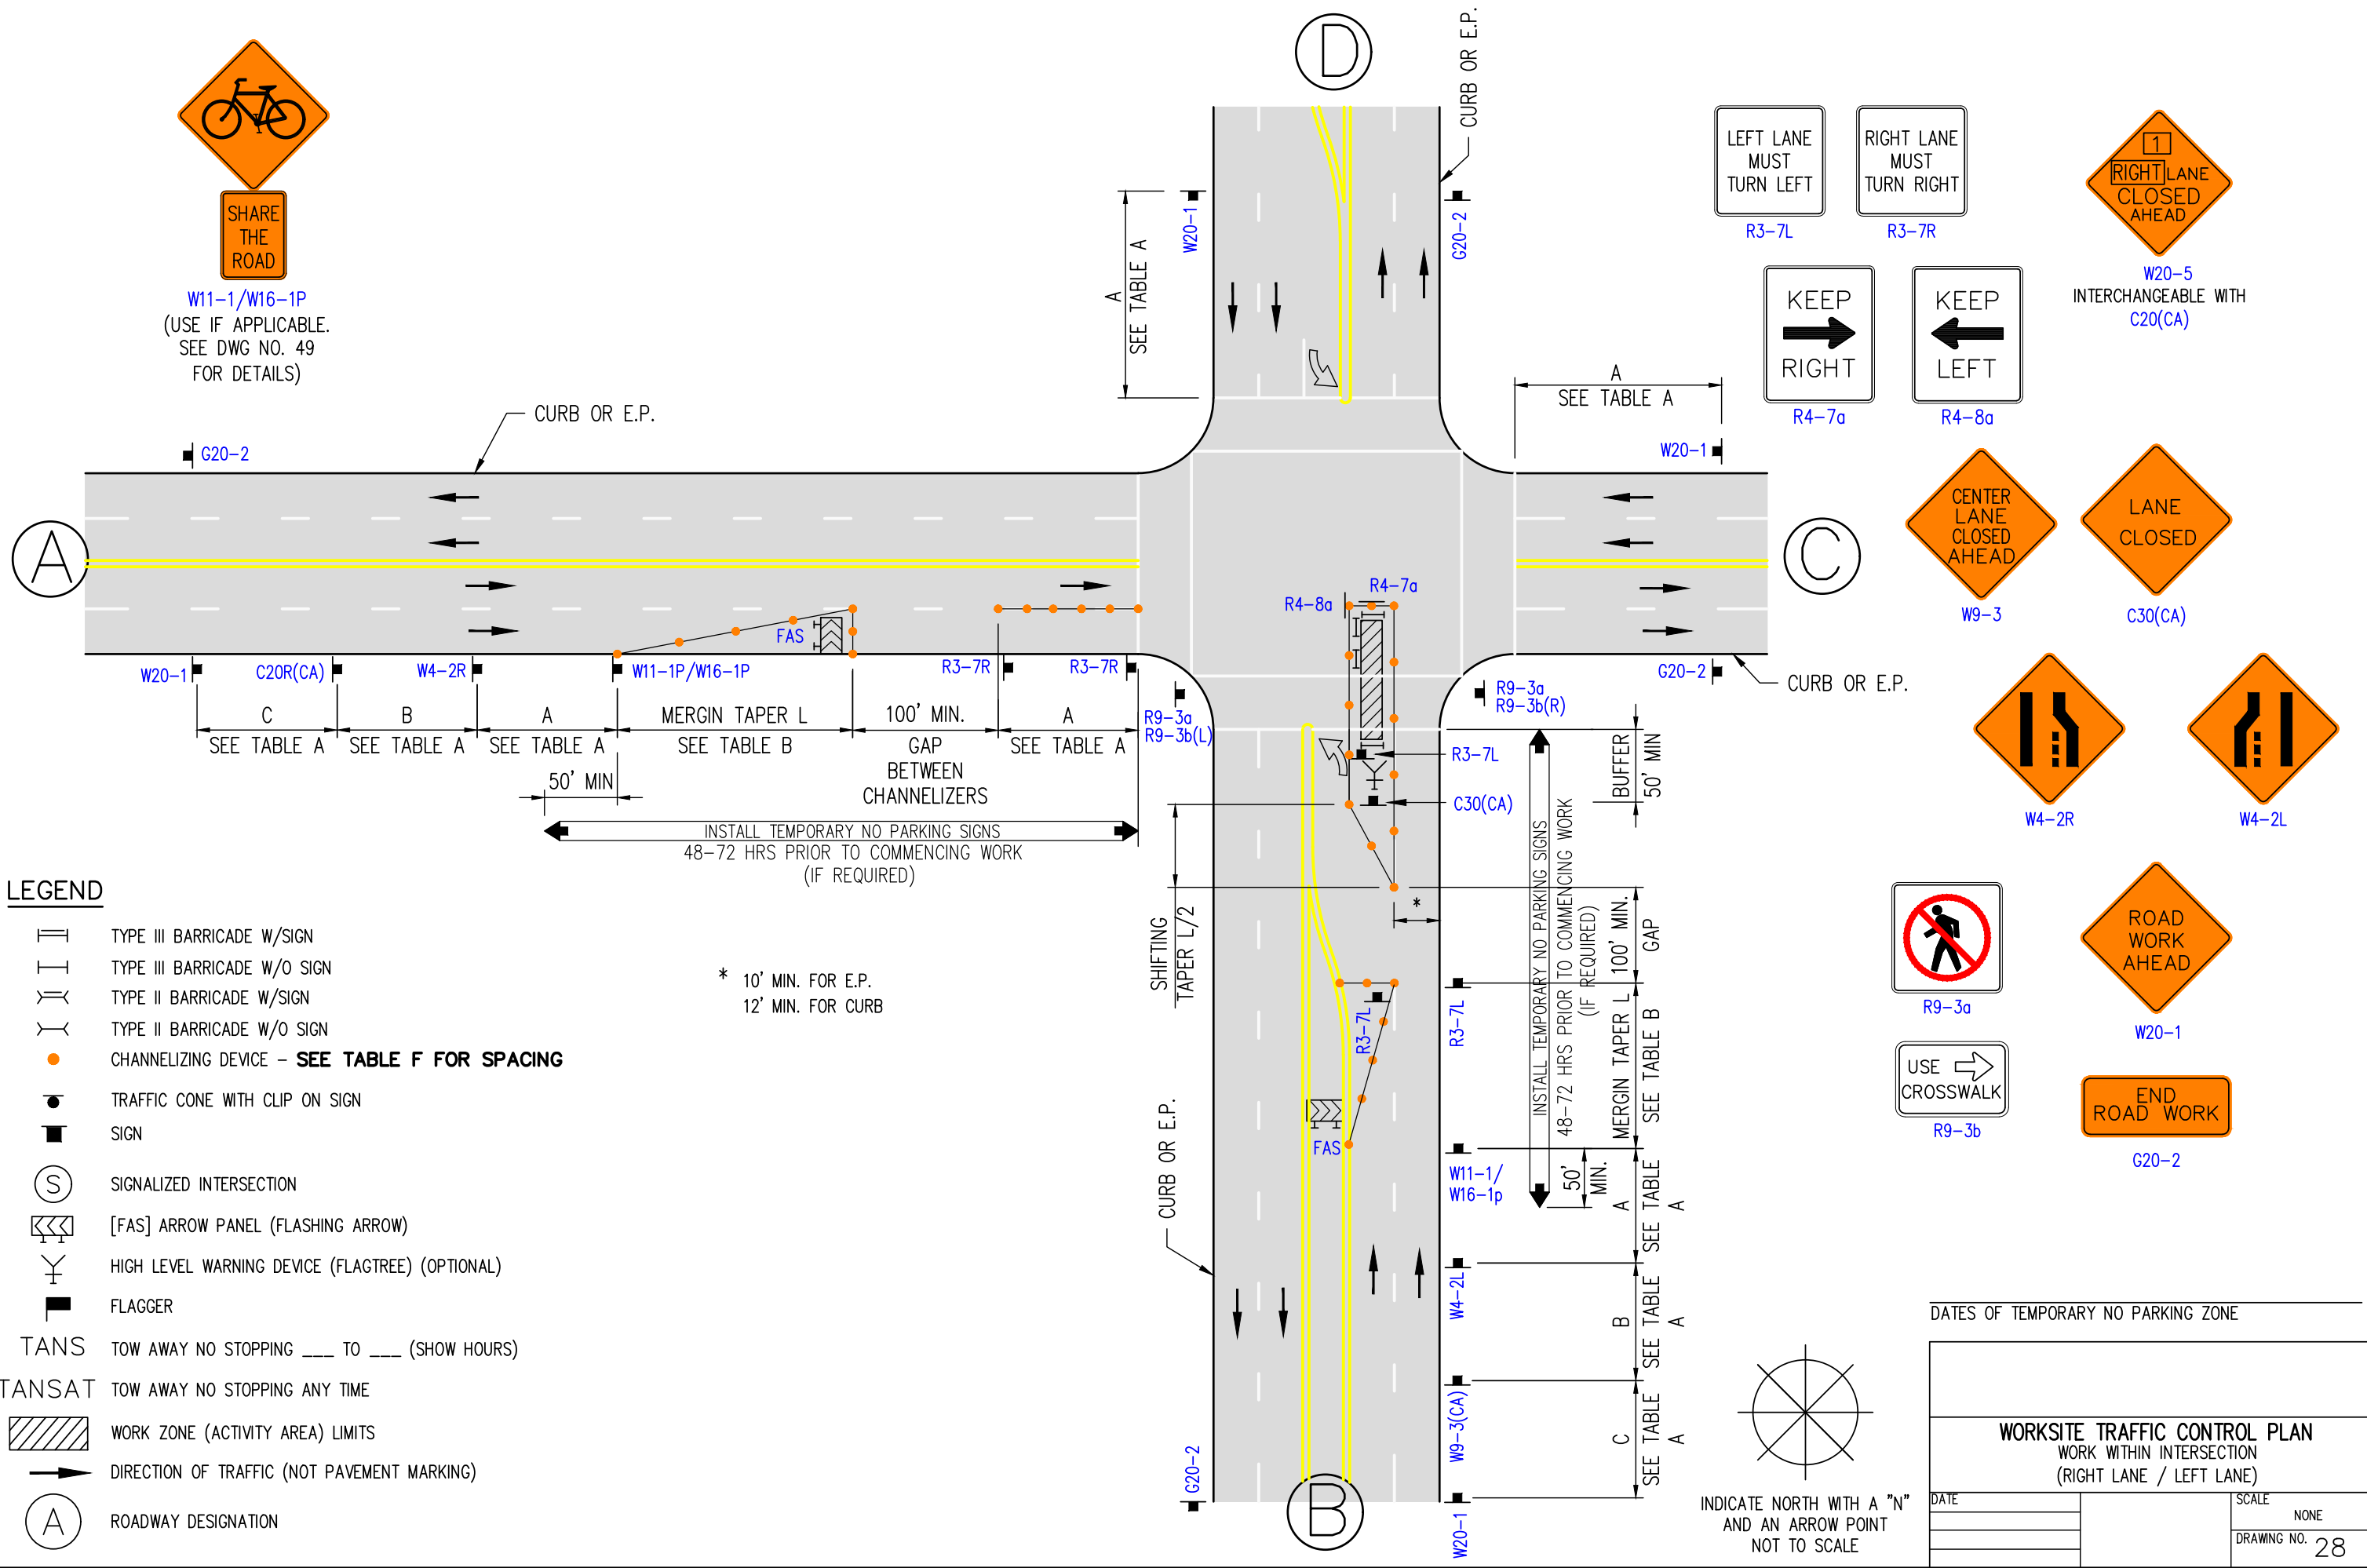 D
CURB OR E.P.
SHARE
THE
ROAD
W11-1/W16-1P
(USE IF APPLICABLE.
SEE DWG NO. 49
FOR DETAILS)
W20-1
G20-2
A
SEE TABLE A
LEFT LANE
MUST
TURN LEFT
R3-7L
RIGHT LANE
MUST
TURN RIGHT
R3-7R
1
RIGHT LANE
CLOSED
AHEAD
W20-5
INTERCHANGEABLE WITH
C20(CA)
KEEP
RIGHT
R4-7a
KEEP
LEFT
R4-8a
A
SEE TABLE A
W20-1
CURB OR E.P.
G20-2
A
C
CENTER
LANE
CLOSED
AHEAD
W9-3
LANE
CLOSED
C30(CA)
R4-7a
R4-8a
FAS
W20-1
C20R(CA)
W4-2R
W11-1P/W16-1P
R3-7R
R3-7R
G20-2
CURB OR E.P.
R9-3a
R9-3b(L)
R9-3a
R9-3b(R)
C
SEE TABLE A
B
SEE TABLE A
A
SEE TABLE A
MERGIN TAPER L
SEE TABLE B
100' MIN.
GAP
BETWEEN
CHANNELIZERS
A
SEE TABLE A
50' MIN
INSTALL TEMPORARY NO PARKING SIGNS
48-72 HRS PRIOR TO COMMENCING WORK
(IF REQUIRED)
R3-7L
C30(CA)
BUFFER
50' MIN
W4-2R
W4-2L
LEGEND
TYPE III BARRICADE W/SIGN
TYPE III BARRICADE W/O SIGN
TYPE II BARRICADE W/SIGN
TYPE II BARRICADE W/O SIGN
CHANNELIZING DEVICE - SEE TABLE F FOR SPACING
TRAFFIC CONE WITH CLIP ON SIGN
SIGN
S SIGNALIZED INTERSECTION
[FAS] ARROW PANEL (FLASHING ARROW)
HIGH LEVEL WARNING DEVICE (FLAGTREE) (OPTIONAL)
FLAGGER
TANS TOW AWAY NO STOPPING ___ TO ___ (SHOW HOURS)
TANSAT TOW AWAY NO STOPPING ANY TIME
WORK ZONE (ACTIVITY AREA) LIMITS
DIRECTION OF TRAFFIC (NOT PAVEMENT MARKING)
A ROADWAY DESIGNATION
* 10' MIN. FOR E.P.
12' MIN. FOR CURB
SHIFTING
TAPER L/2
*
INSTALL TEMPORARY NO PARKING SIGNS
48-72 HRS PRIOR TO COMMENCING WORK
(IF REQUIRED)
100' MIN.
GAP
R3-7L
R3-7L
MERGIN TAPER L
SEE TABLE B
FAS
W11-1/
W16-1p
50'
MIN.
A
SEE TABLE
A
CURB OR E.P.
W4-2L
B
SEE TABLE
A
W9-3(CA)
C
SEE TABLE
A
G20-2
B
W20-1
R9-3a
ROAD
WORK
AHEAD
W20-1
USE
CROSSWALK
R9-3b
END
ROAD WORK
G20-2
INDICATE NORTH WITH A "N"
AND AN ARROW POINT
NOT TO SCALE
DATES OF TEMPORARY NO PARKING ZONE
WORKSITE TRAFFIC CONTROL PLAN
WORK WITHIN INTERSECTION
(RIGHT LANE / LEFT LANE)
DATE
SCALE
NONE
DRAWING NO. 28